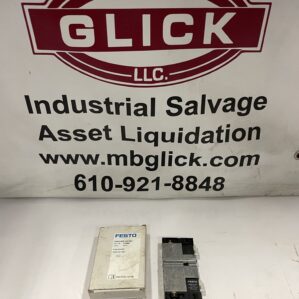 GLICK
LLC.
Industrial Salvage
Asset Liquidation
www.mbglick.com
610-921-8848
FESTO